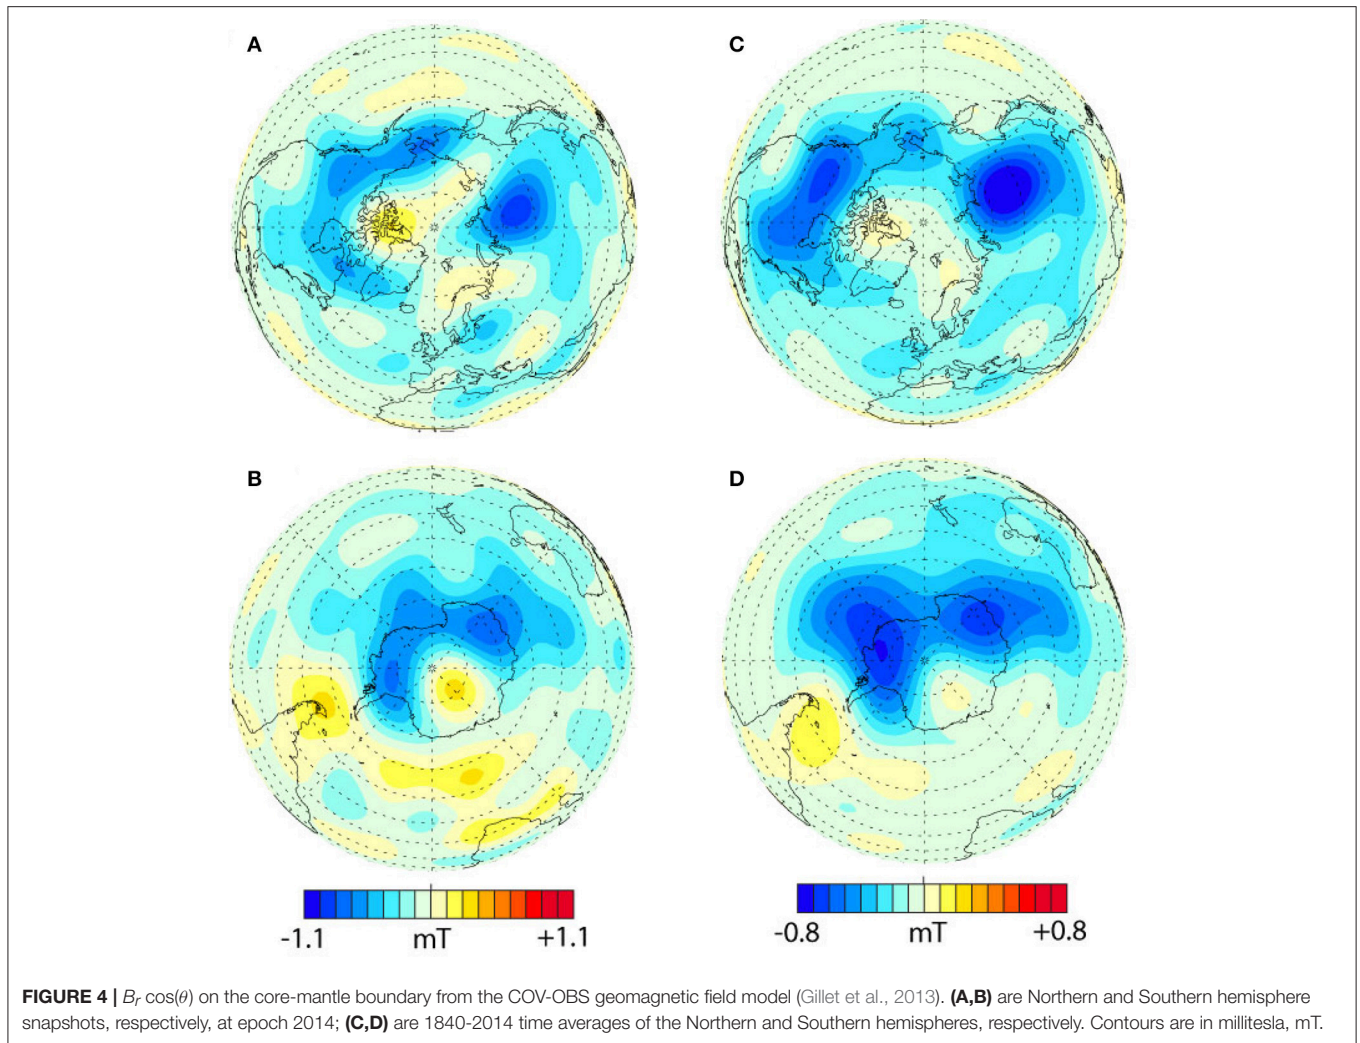 A
C
B
D
-1.1 mT +1.1
-0.8 mT +0.8
FIGURE 4 | Br cos(θ) on the core-mantle boundary from the COV-OBS geomagnetic field model (Gillet et al., 2013). (A,B) are Northern and Southern hemisphere
snapshots, respectively, at epoch 2014; (C,D) are 1840-2014 time averages of the Northern and Southern hemispheres, respectively. Contours are in millitesla, mT.